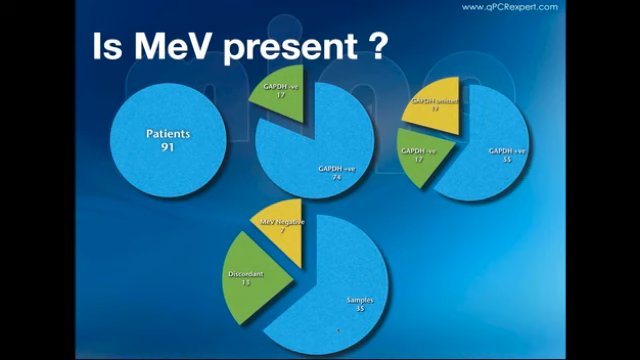 www.qPCRexpert.com
Is MeV present ?
Patients
91
GAPDH -ve
17
GAPDH +ve
74
GAPDH
GAPDH -ve
17
GAPDH +ve
55
MeV Negative
7
Discordant
13
Samples
35